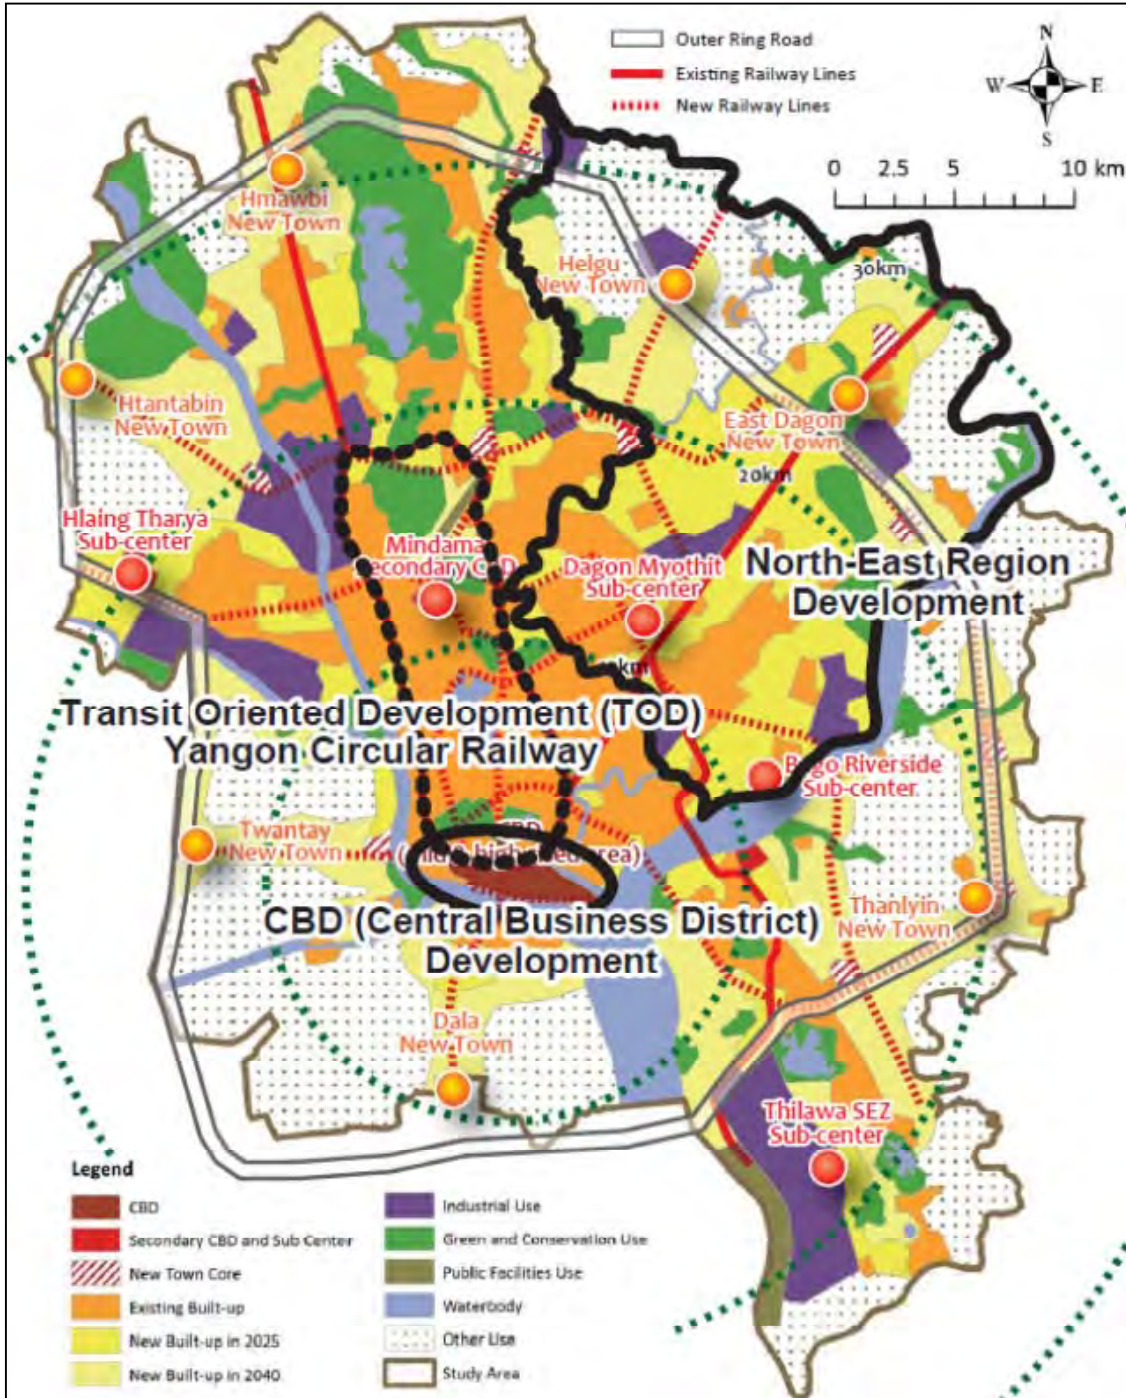 Outer Ring Road
Existing Railway Lines
New Railway Lines
N
W
E
S
0 2.5 5 10 km
Hmawbi
New Town
Helgu
New Town
30km
Htantabin
New Town
East Dagon
New Town
20km
Hlaing Tharya
Sub-center
Mindama
Dagon Myothit
Sub-center
North-East Region
Development
Transit Oriented Development (TOD)
Yangon Circular Railway
Riverside
Sub-center
Twantay
New Town
CBD (Central Business District)
Development
Thanlyin
New Town
Dala
New Town
Thilawa SEZ
Sub-center
Legend
CBD
Secondary CBD and Sub Center
New Town Core
Existing Built-up
New Built-up in 2025
New Built-up in 2040
Industrial Use
Green and Conservation Use
Public Facilities Use
Waterbody
Other Use
Study Area